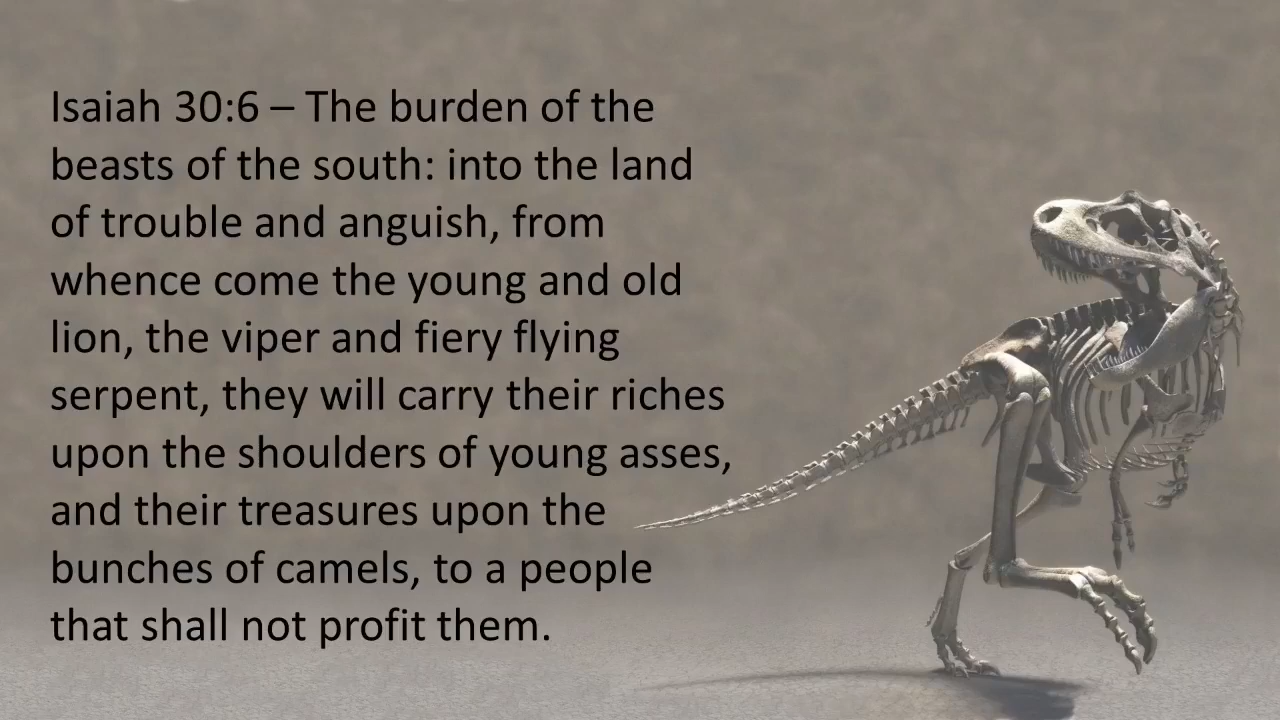 Isaiah 30:6 – The burden of the
beasts of the south: into the land
of trouble and anguish, from
whence come the young and old
lion, the viper and fiery flying
serpent, they will carry their riches
upon the shoulders of young asses,
and their treasures upon the
bunches of camels, to a people
that shall not profit them.